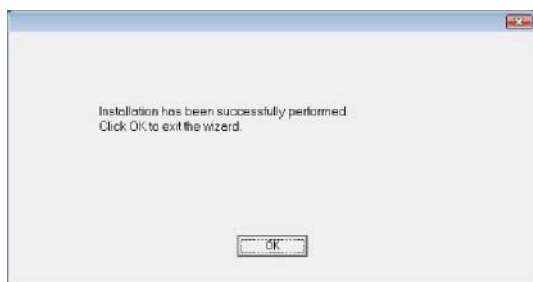 Installation has been successfully performed.
Click OK to exit the wizard.
OK